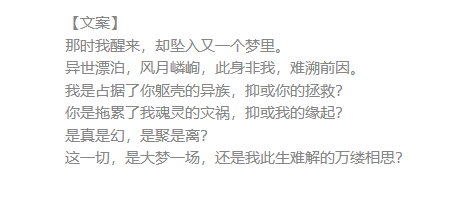 【文案】
那时我醒来，却坠入又一个梦里。
异世漂泊，风月嶙峋，此身非我，难溯前因。
我是占据了你躯壳的异族，抑或你的拯救？
你是拖累了我魂灵的灾祸，抑或我的缘起？
是真是幻，是聚是离？
这一切，是大梦一场，还是我此生难解的万缕相思？